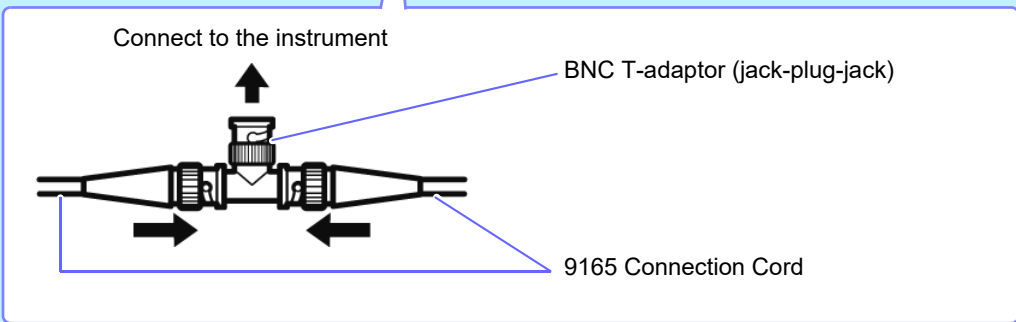 Connect to the instrument
BNC T-adaptor (jack-plug-jack)
9165 Connection Cord